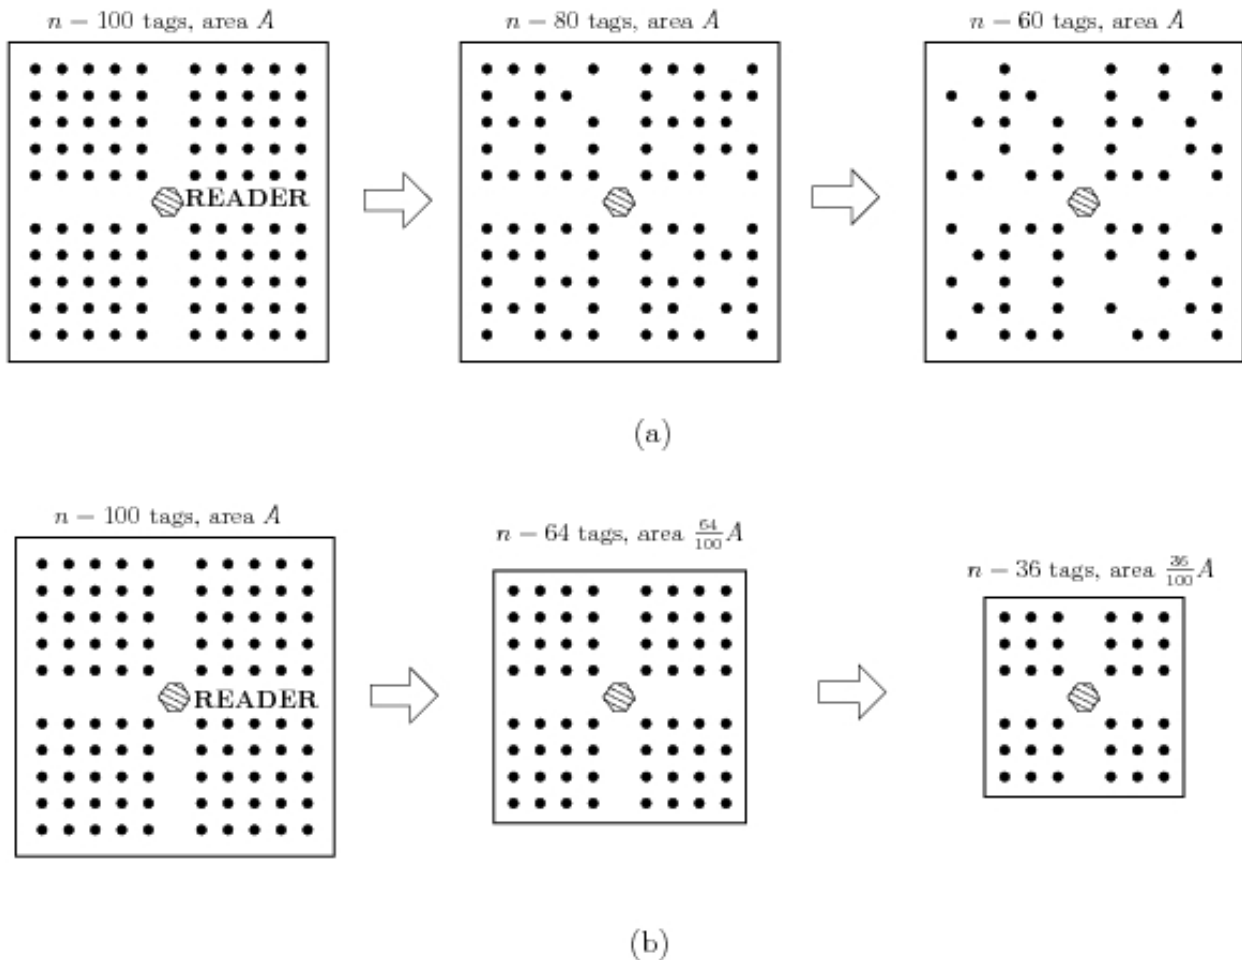 n − 100 tags, area A
n − 80 tags, area A
n − 60 tags, area A
READER
(a)
n − 100 tags, area A
n − 64 tags, area 64/100 A
n − 36 tags, area 36/100 A
READER
(b)